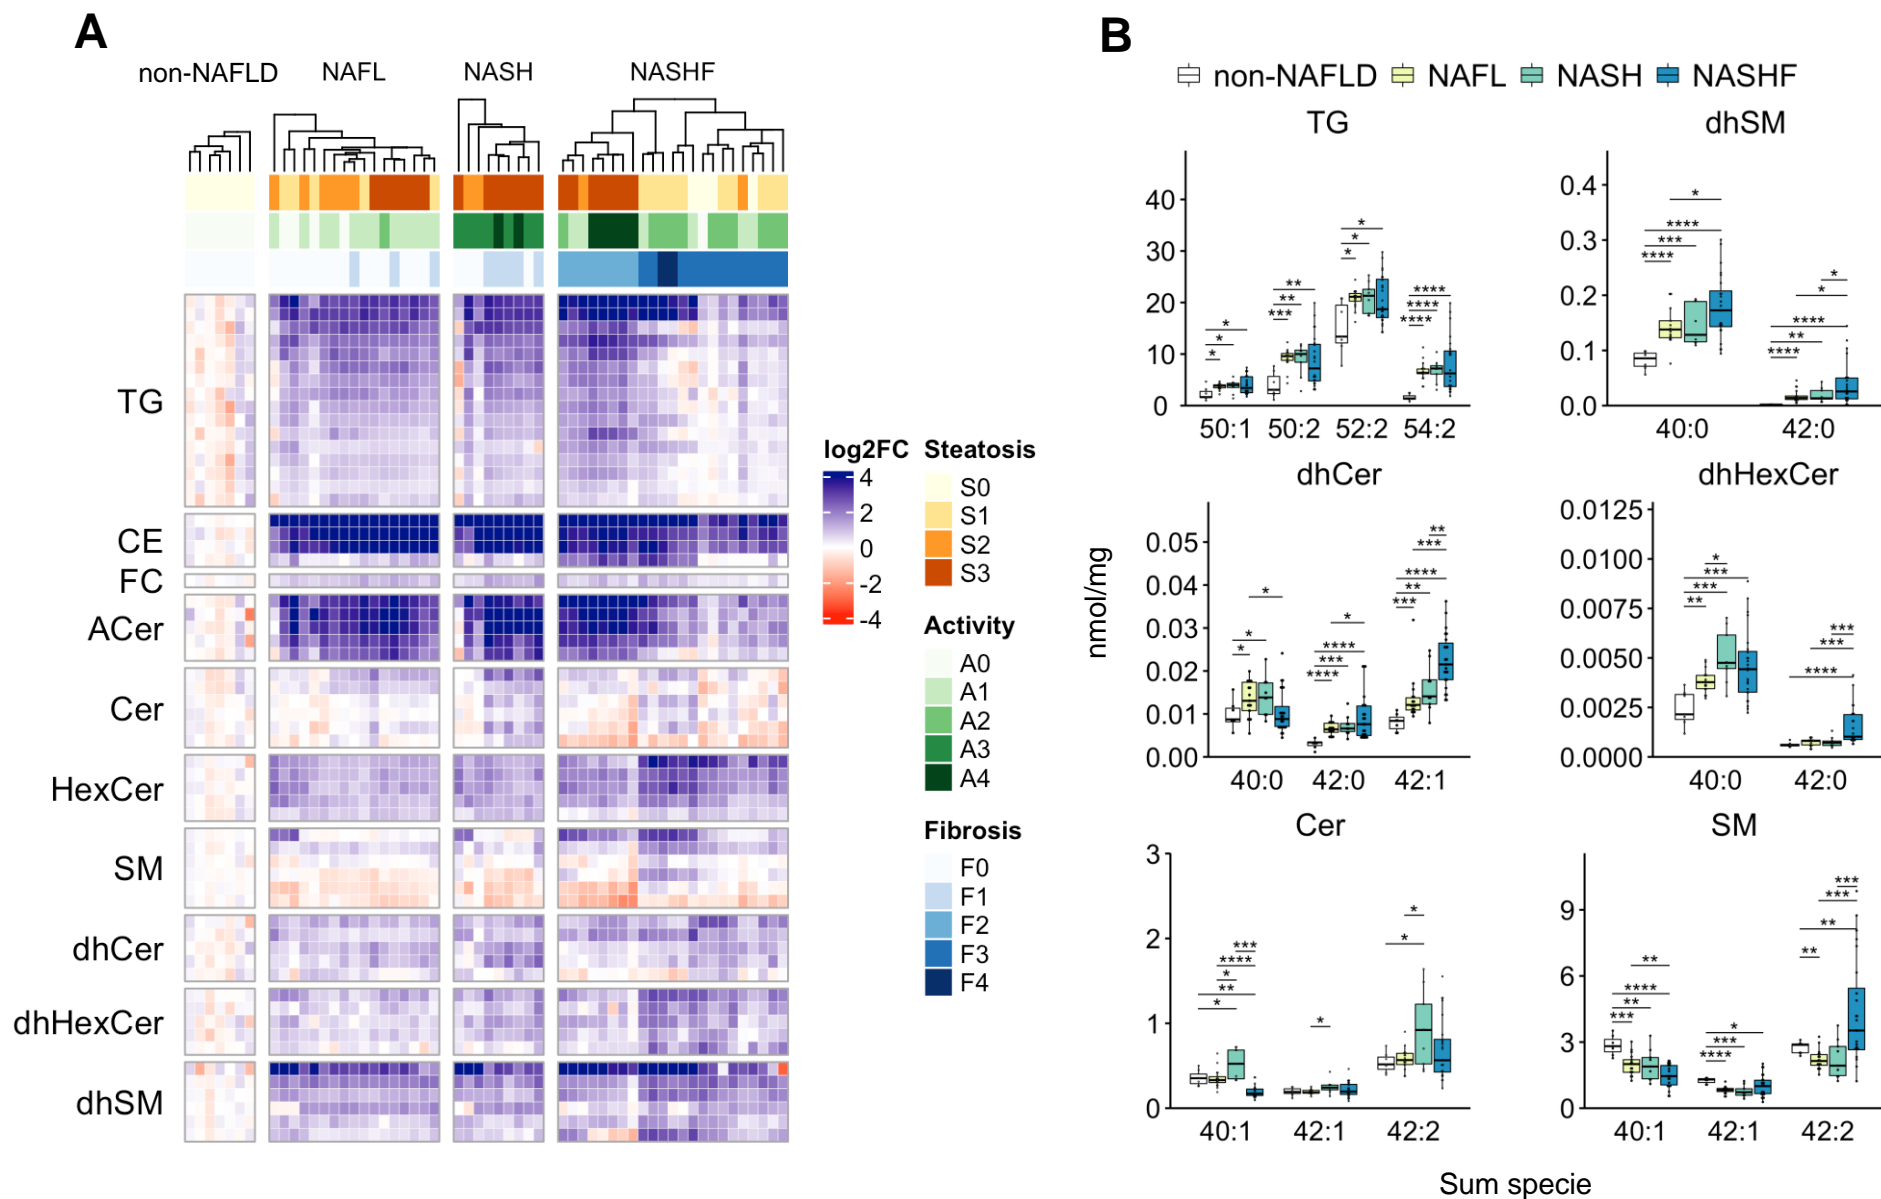 A
non-NAFLD NAFL NASH NASHF
TG
CE
FC
ACer
Cer
HexCer
SM
dhCer
dhHexCer
dhSM
log2FC
4
2
0
-2
-4
Steatosis
S0
S1
S2
S3
Activity
A0
A1
A2
A3
A4
Fibrosis
F0
F1
F2
F3
F4
B
non-NAFLD NAFL NASH NASHF
nmol/mg
TG
40
30
20
10
0
* * * *** ** ** * * * **** **** ****
50:1 50:2 52:2 54:2
dhSM
0.4
0.3
0.2
0.1
0.0
**** *** **** * **** ** **** * *
40:0 42:0
dhCer
0.05
0.04
0.03
0.02
0.01
0.00
* * * **** *** **** * *** ** **** *** **
40:0 42:0 42:1
dhHexCer
0.0125
0.0100
0.0075
0.0050
0.0025
0.0000
** *** *** * **** *** ***
40:0 42:0
Cer
3
2
1
0
* ** * **** *** * * *
40:1 42:1 42:2
SM
9
6
3
0
*** ** **** ** **** *** * ** ** *** ***
40:1 42:1 42:2
Sum specie